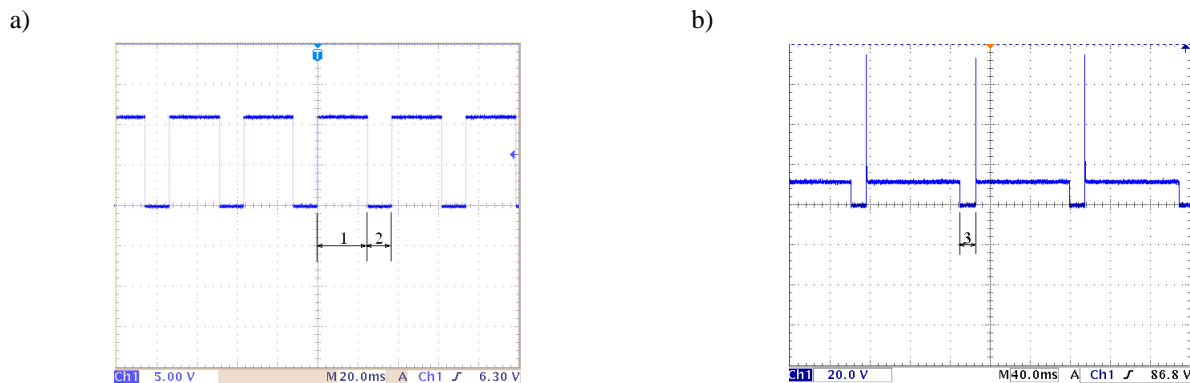 a)
b)
T
1 2
3
Ch1 5.00 V M 20.0ms A Ch1 ƒ 6.30 V
Ch1 20.0 V M 40.0ms A Ch1 ƒ 86.8 V